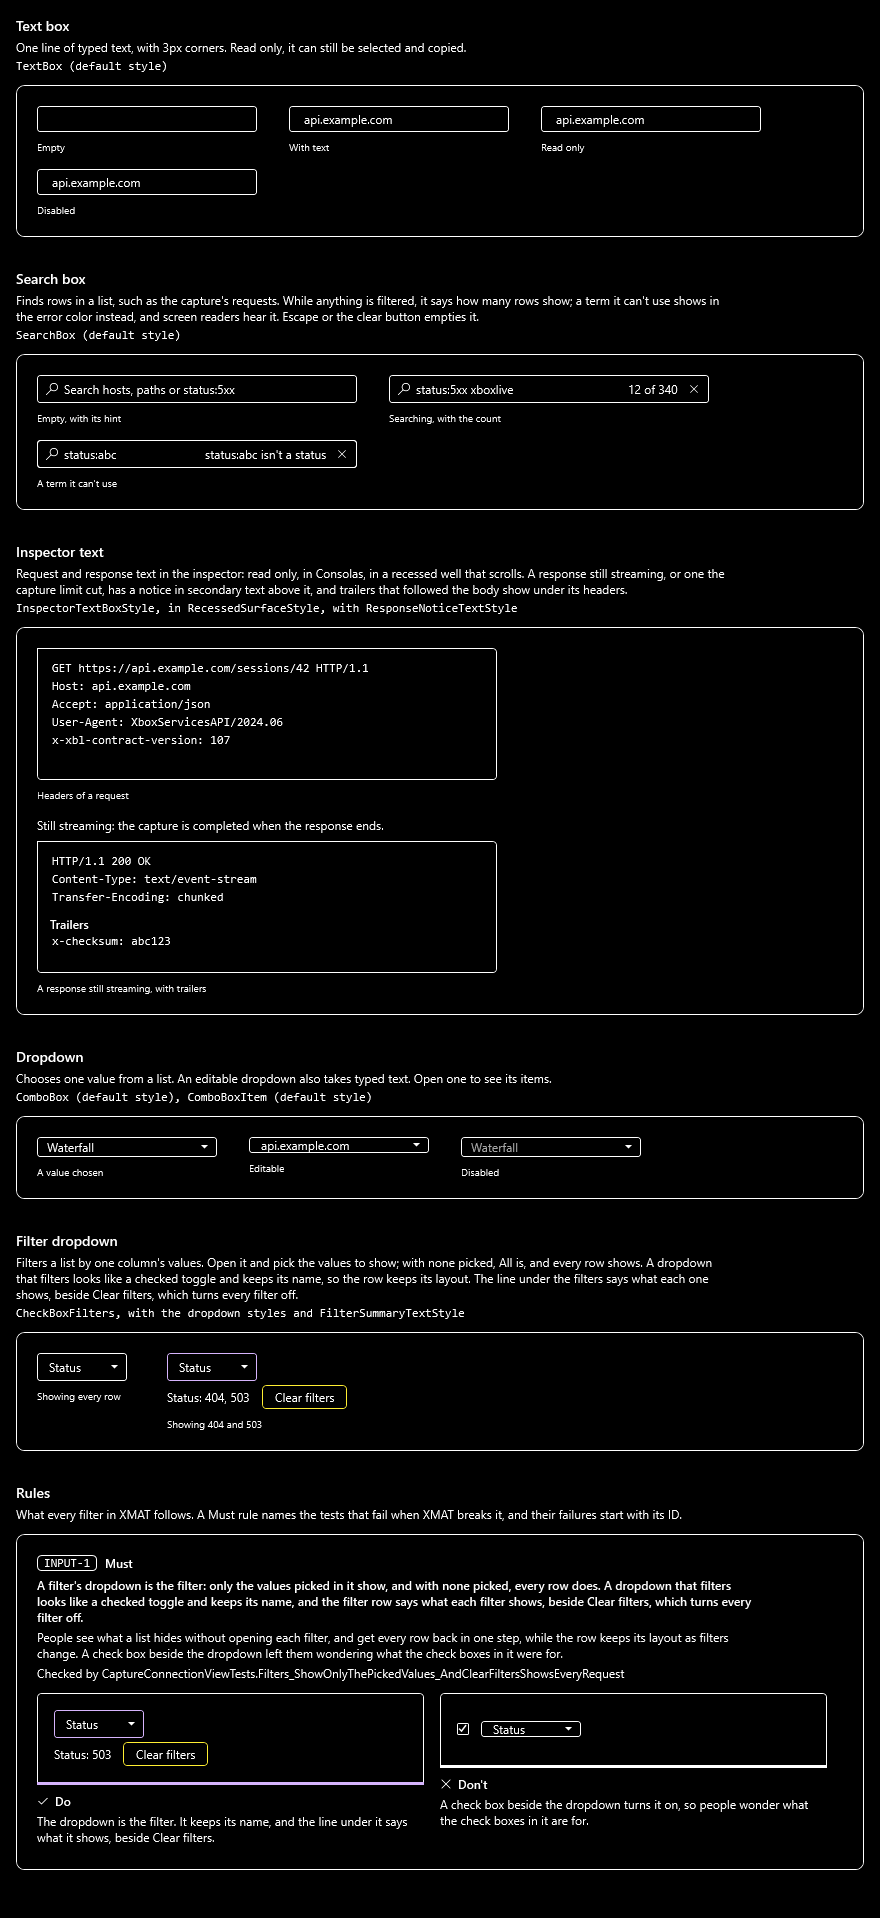 Text box
One line of typed text, with 3px corners. Read only, it can still be selected and copied.
TextBox (default style)
api.example.com
api.example.com
Empty
With text
Read only
api.example.com
Disabled
Search box
Finds rows in a list, such as the capture's requests. While anything is filtered, it says how many rows show; a term it can't use shows in
the error color instead, and screen readers hear it. Escape or the clear button empties it.
SearchBox (default style)
Search hosts, paths or status:5xx
status:5xx xboxlive 12 of 340
Empty, with its hint
Searching, with the count
status:abc status:abc isn't a status
A term it can't use
Inspector text
Request and response text in the inspector: read only, in Consolas, in a recessed well that scrolls. A response still streaming, or one the
capture limit cut, has a notice in secondary text above it, and trailers that followed the body show under its headers.
InspectorTextBoxStyle, in RecessedSurfaceStyle, with ResponseNoticeTextStyle
GET https://api.example.com/sessions/42 HTTP/1.1
Host: api.example.com
Accept: application/json
User-Agent: XboxServicesAPI/2024.06
x-xbl-contract-version: 107
Headers of a request
Still streaming: the capture is completed when the response ends.
HTTP/1.1 200 OK
Content-Type: text/event-stream
Transfer-Encoding: chunked
Trailers
x-checksum: abc123
A response still streaming, with trailers
Dropdown
Chooses one value from a list. An editable dropdown also takes typed text. Open one to see its items.
ComboBox (default style), ComboBoxItem (default style)
Waterfall
api.example.com
Waterfall
A value chosen
Editable
Disabled
Filter dropdown
Filters a list by one column's values. Open it and pick the values to show; with none picked, All is, and every row shows. A dropdown
that filters looks like a checked toggle and keeps its name, so the row keeps its layout. The line under the filters says what each one
shows, beside Clear filters, which turns every filter off.
CheckBoxFilters, with the dropdown styles and FilterSummaryTextStyle
Status
Status
Showing every row
Status: 404, 503 Clear filters
Showing 404 and 503
Rules
What every filter in XMAT follows. A Must rule names the tests that fail when XMAT breaks it, and their failures start with its ID.
INPUT-1 Must
A filter's dropdown is the filter: only the values picked in it show, and with none picked, every row does. A dropdown that filters
looks like a checked toggle and keeps its name, and the filter row says what each filter shows, beside Clear filters, which turns every
filter off.
People see what a list hides without opening each filter, and get every row back in one step, while the row keeps its layout as filters
change. A check box beside the dropdown left them wondering what the check boxes in it were for.
Checked by CaptureConnectionViewTests.Filters_ShowOnlyThePickedValues_AndClearFiltersShowsEveryRequest
Status
Status: 503 Clear filters
Do
The dropdown is the filter. It keeps its name, and the line under it says
what it shows, beside Clear filters.
Status
Don't
A check box beside the dropdown turns it on, so people wonder what
the check boxes in it are for.